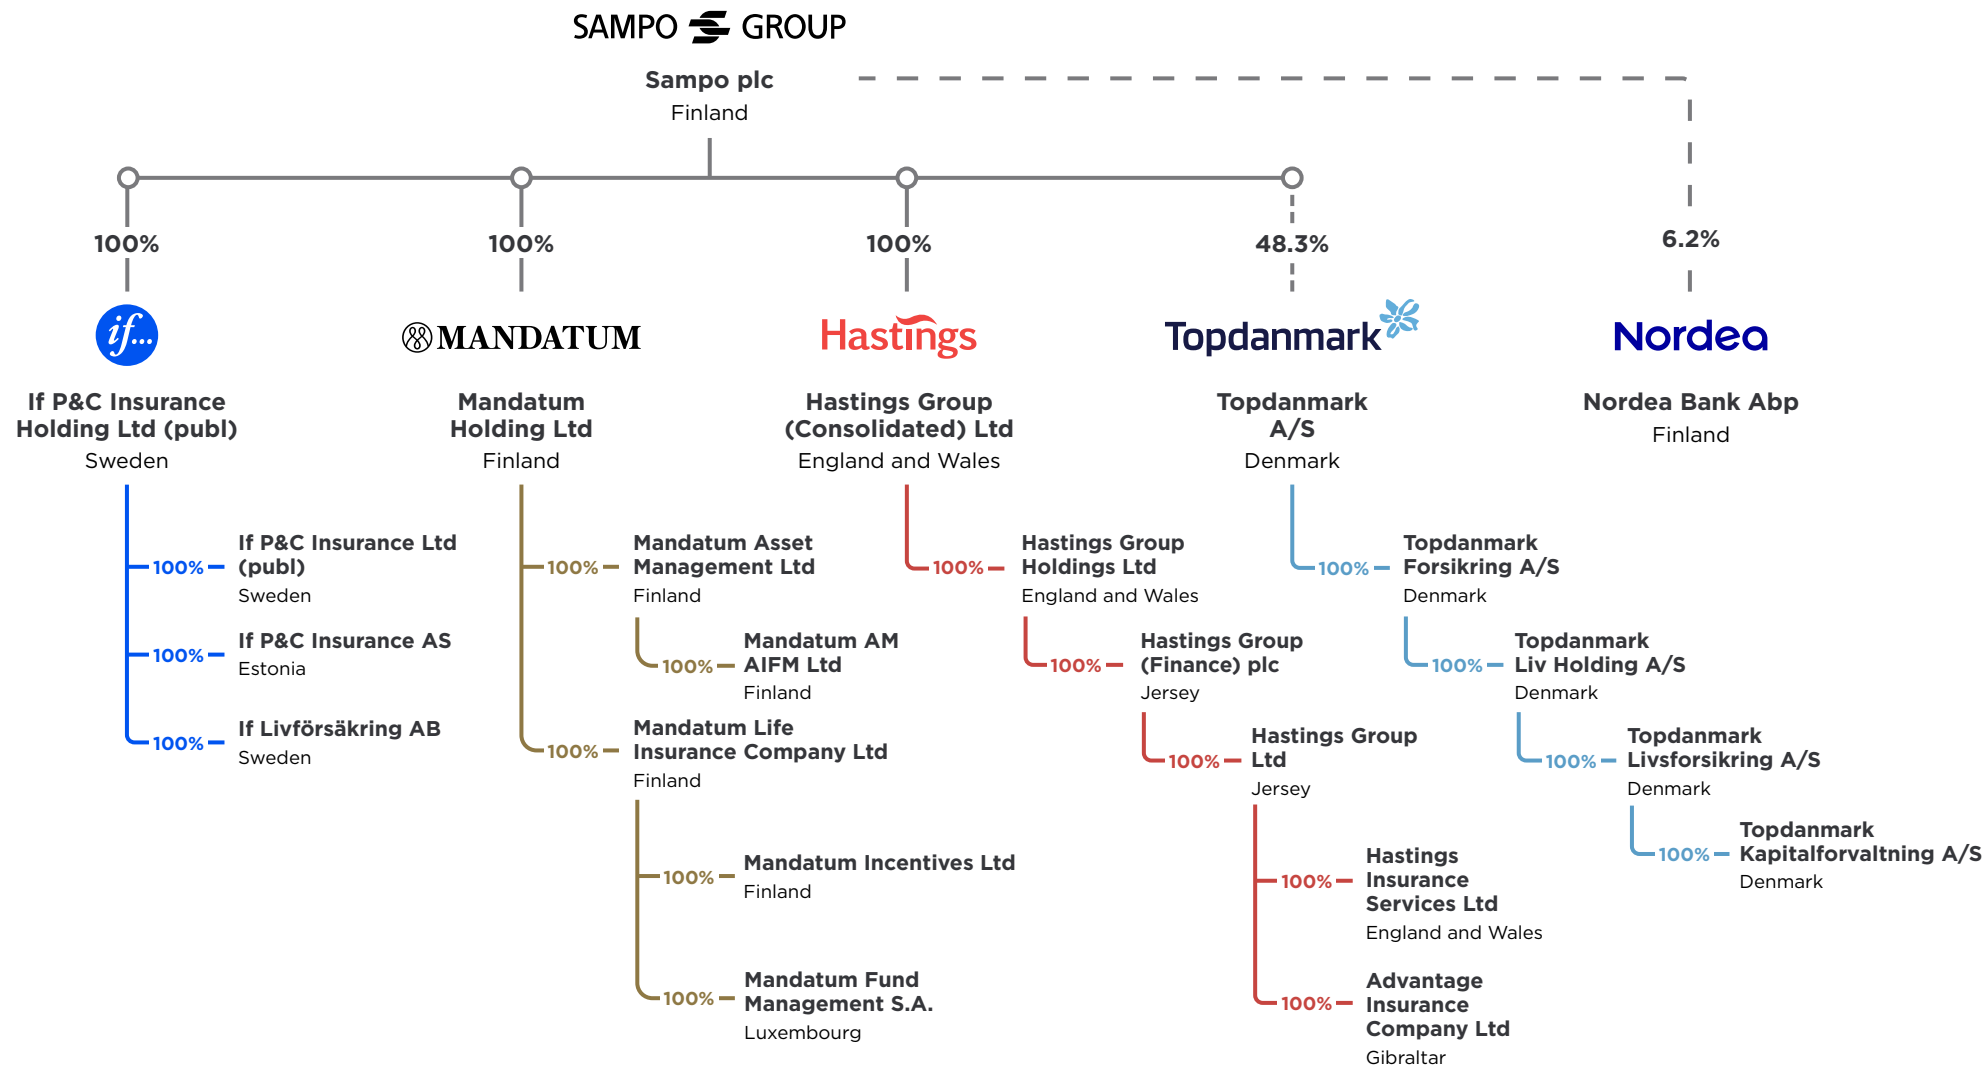 SAMPO GROUP
Sampo plc
Finland
100%
100%
100%
48.3%
6.2%
if...
MANDATUM
Hastings
Topdanmark
Nordea
If P&C Insurance
Holding Ltd (publ)
Sweden
100%
If P&C Insurance Ltd
(publ)
Sweden
100%
If P&C Insurance AS
Estonia
100%
If Livförsäkring AB
Sweden
Mandatum
Holding Ltd
Finland
100%
Mandatum Asset
Management Ltd
Finland
100%
Mandatum AM
AIFM Ltd
Finland
100%
Mandatum Life
Insurance Company Ltd
Finland
100%
Mandatum Incentives Ltd
Finland
100%
Mandatum Fund
Management S.A.
Luxembourg
Hastings Group
(Consolidated) Ltd
England and Wales
100%
Hastings Group
Holdings Ltd
England and Wales
100%
Hastings Group
(Finance) plc
Jersey
100%
Hastings Group
Ltd
Jersey
100%
Hastings
Insurance
Services Ltd
England and Wales
100%
Advantage
Insurance
Company Ltd
Gibraltar
Topdanmark
A/S
Denmark
100%
Topdanmark
Forsikring A/S
Denmark
100%
Topdanmark
Liv Holding A/S
Denmark
100%
Topdanmark
Livsforsikring A/S
Denmark
100%
Topdanmark
Kapitalforvaltning A/S
Denmark
Nordea Bank Abp
Finland